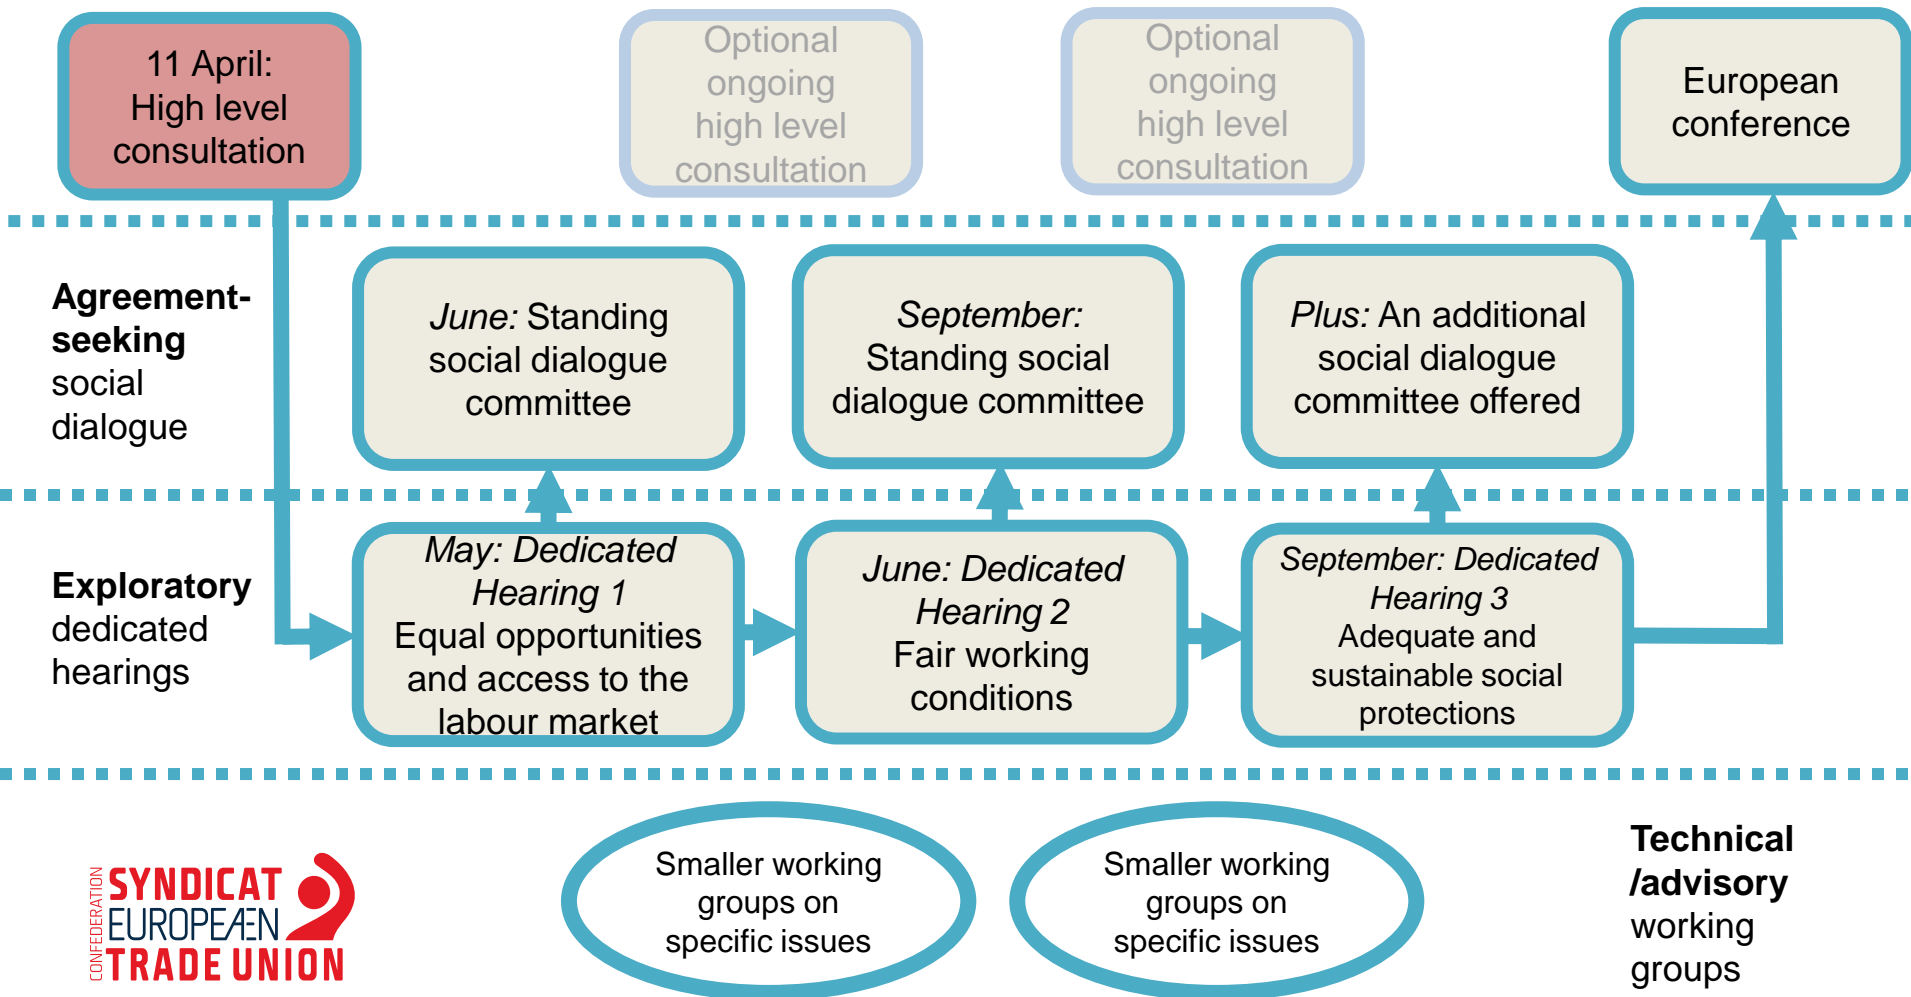 11 April:
High level
consultation
Optional
ongoing
high level
consultation
Optional
ongoing
high level
consultation
European
conference
Agreement-
seeking
social
dialogue
June: Standing
social dialogue
committee
September:
Standing social
dialogue committee
Plus: An additional
social dialogue
committee offered
Exploratory
dedicated
hearings
May: Dedicated
Hearing 1
Equal opportunities
and access to the
labour market
June: Dedicated
Hearing 2
Fair working
conditions
September: Dedicated
Hearing 3
Adequate and
sustainable social
protections
CONFEDERATION
SYNDICAT
EUROPEÆN
TRADE UNION
Smaller working
groups on
specific issues
Smaller working
groups on
specific issues
Technical
/advisory
working
groups